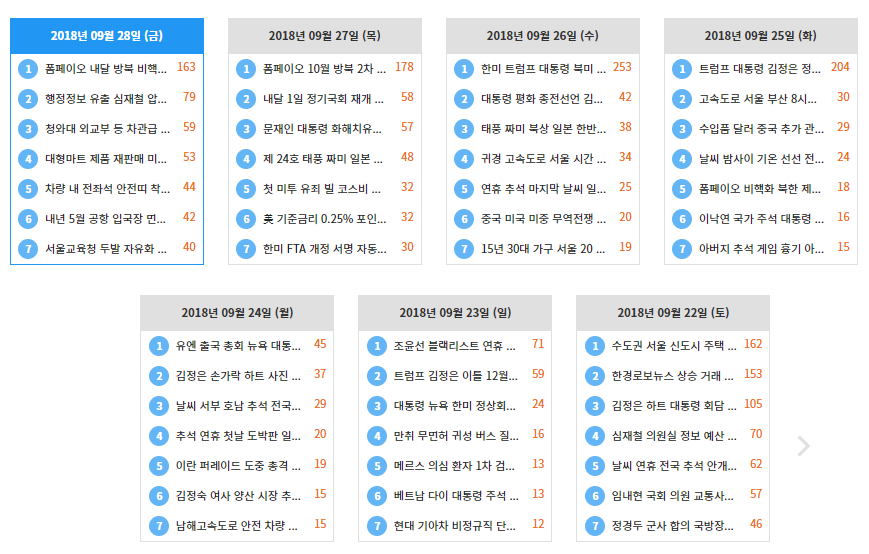 2018년 09월 28일 (금)
1 폼페이오 내달 방북 비핵... 163
2 행정정보 유출 심재철 압... 79
3 청와대 외교부 등 차관급 ... 59
4 대형마트 제품 재판매 미... 53
5 차량 내 전좌석 안전띠 착... 44
6 내년 5월 공항 입국장 면... 42
7 서울교육청 두발 자유화 ... 40
2018년 09월 27일 (목)
1 폼페이오 10월 방북 2차 ... 178
2 내달 1일 정기국회 재개 ... 58
3 문재인 대통령 화해치유... 57
4 제 24호 태풍 짜미 일본 ... 48
5 첫 미투 유죄 빌 코스비 ... 32
6 美 기준금리 0.25% 포인... 32
7 한미 FTA 개정 서명 자동... 30
2018년 09월 26일 (수)
1 한미 트럼프 대통령 북미 ... 253
2 대통령 평화 종전선언 김... 42
3 태풍 짜미 북상 일본 한반... 38
4 귀경 고속도로 서울 시간 ... 34
5 연휴 추석 마지막 날씨 일... 25
6 중국 미국 미중 무역전쟁 ... 20
7 15년 30대 가구 서울 20 ... 19
2018년 09월 25일 (화)
1 트럼프 대통령 김정은 정... 204
2 고속도로 서울 부산 8시... 30
3 수입품 달러 중국 추가 관... 29
4 날씨 밤사이 기온 선선 전... 24
5 폼페이오 비핵화 북한 제... 18
6 이낙연 국가 주석 대통령 ... 16
7 아버지 추석 게임 흉기 아... 15
2018년 09월 24일 (월)
1 유엔 출국 총회 뉴욕 대통... 45
2 김정은 손가락 하트 사진 ... 37
3 날씨 서부 호남 추석 전국... 29
4 추석 연휴 첫날 도박판 일... 20
5 이란 퍼레이드 도중 총격 ... 19
6 김정숙 여사 양산 시장 추... 15
7 남해고속도로 안전 차량 ... 15
2018년 09월 23일 (일)
1 조윤선 블랙리스트 연휴 ... 71
2 트럼프 김정은 이틀 12월... 59
3 대통령 뉴욕 한미 정상회... 24
4 만취 무면허 귀성 버스 질... 16
5 메르스 의심 환자 1차 검... 13
6 베트남 다이 대통령 주석 ... 13
7 현대 기아차 비정규직 단... 12
2018년 09월 22일 (토)
1 수도권 서울 신도시 주택 ... 162
2 한경로보뉴스 상승 거래 ... 153
3 김정은 하트 대통령 회담 ... 105
4 심재철 의원실 정보 예산 ... 70
5 날씨 연휴 전국 추석 안개... 62
6 임내현 국회 의원 교통사... 57
7 정경두 군사 합의 국방장... 46